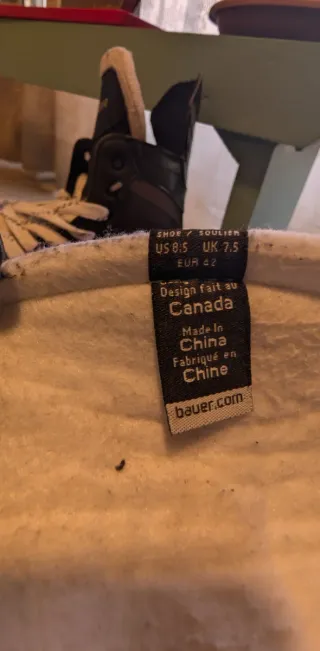 SHOE / SOULIER
US 8.5 UK 7.5
EUR 42
Design fait au
Canada
Made In
China
Fabriqué en
Chine
bauer.com